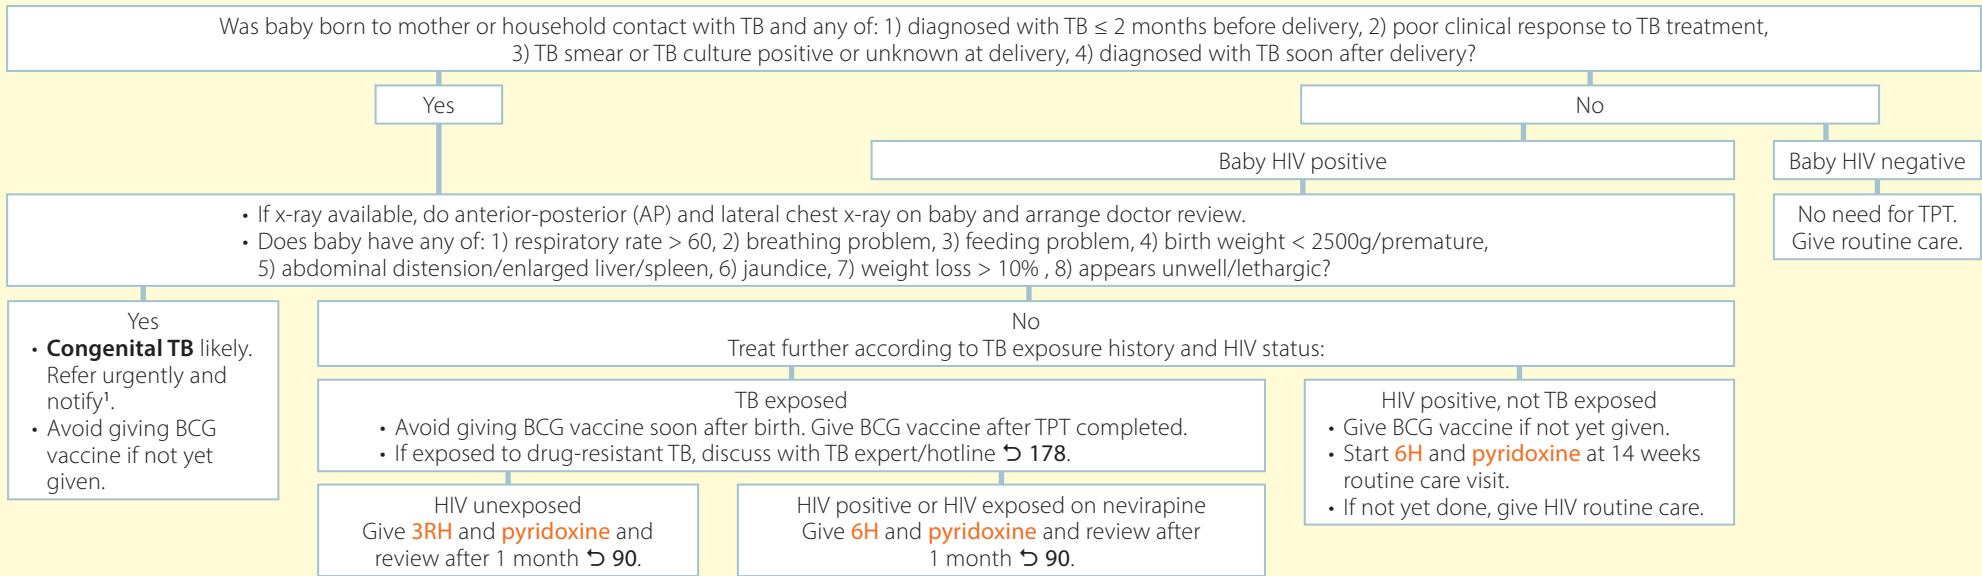 Was baby born to mother or household contact with TB and any of: 1) diagnosed with TB ≤ 2 months before delivery, 2) poor clinical response to TB treatment,
3) TB smear or TB culture positive or unknown at delivery, 4) diagnosed with TB soon after delivery?
Yes
No
Baby HIV positive
Baby HIV negative
• If x-ray available, do anterior-posterior (AP) and lateral chest x-ray on baby and arrange doctor review.
• Does baby have any of: 1) respiratory rate > 60, 2) breathing problem, 3) feeding problem, 4) birth weight < 2500g/premature,
5) abdominal distension/enlarged liver/spleen, 6) jaundice, 7) weight loss > 10% , 8) appears unwell/lethargic?
No need for TPT.
Give routine care.
Yes
• Congenital TB likely.
Refer urgently and
notify¹.
• Avoid giving BCG
vaccine if not yet
given.
No
Treat further according to TB exposure history and HIV status:
TB exposed
• Avoid giving BCG vaccine soon after birth. Give BCG vaccine after TPT completed.
• If exposed to drug-resistant TB, discuss with TB expert/hotline ⮌ 178.
HIV unexposed
Give 3RH and pyridoxine and
review after 1 month ⮌ 90.
HIV positive or HIV exposed on nevirapine
Give 6H and pyridoxine and review after
1 month ⮌ 90.
HIV positive, not TB exposed
• Give BCG vaccine if not yet given.
• Start 6H and pyridoxine at 14 weeks
routine care visit.
• If not yet done, give HIV routine care.